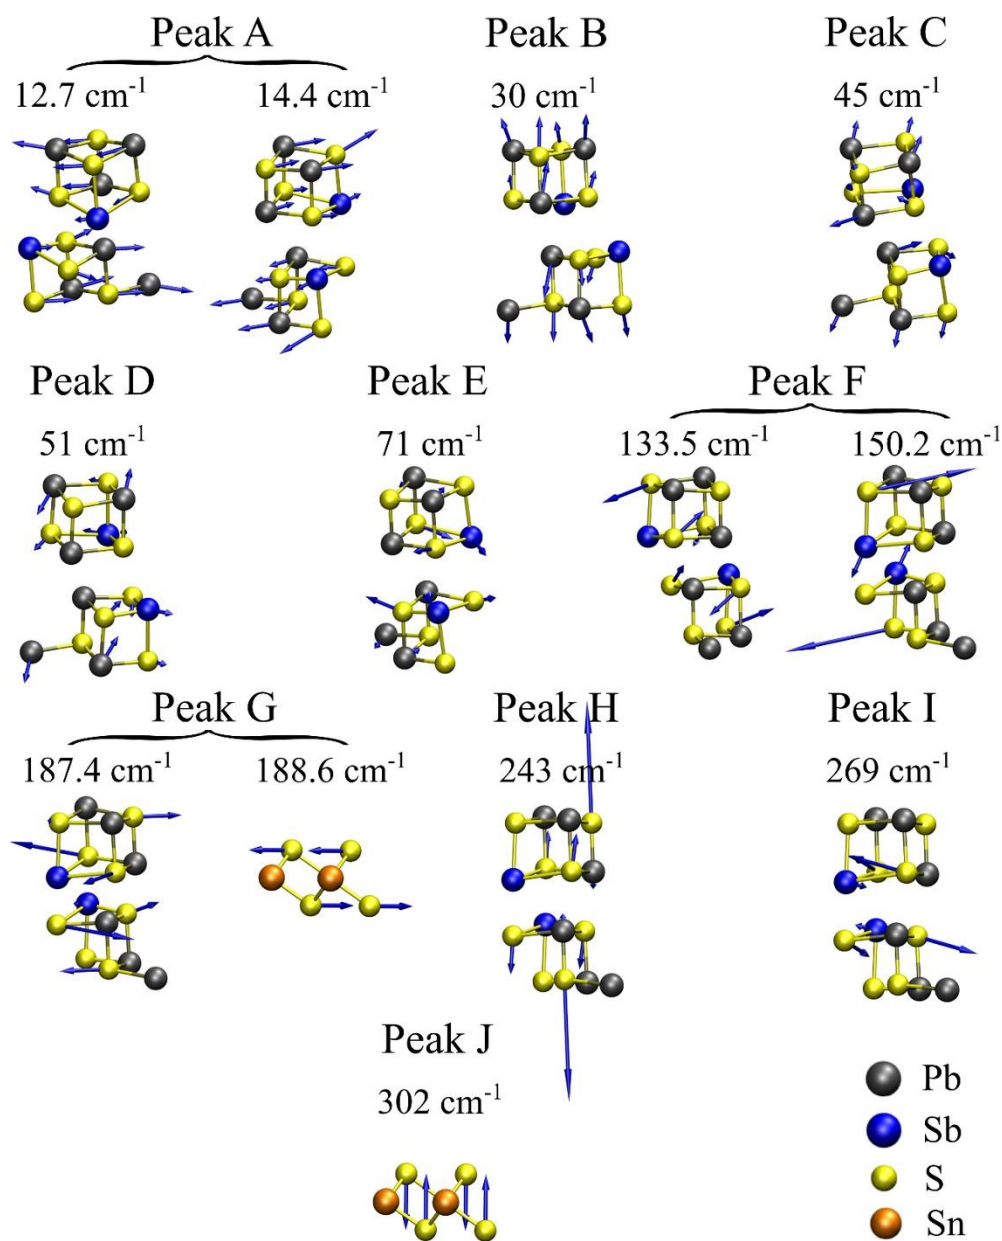 Peak A Peak B Peak C
12.7 cm⁻¹ 14.4 cm⁻¹ 30 cm⁻¹ 45 cm⁻¹
Peak D Peak E Peak F
51 cm⁻¹ 71 cm⁻¹ 133.5 cm⁻¹ 150.2 cm⁻¹
Peak G Peak H Peak I
187.4 cm⁻¹ 188.6 cm⁻¹ 243 cm⁻¹ 269 cm⁻¹
Peak J
302 cm⁻¹
Pb
Sb
S
Sn